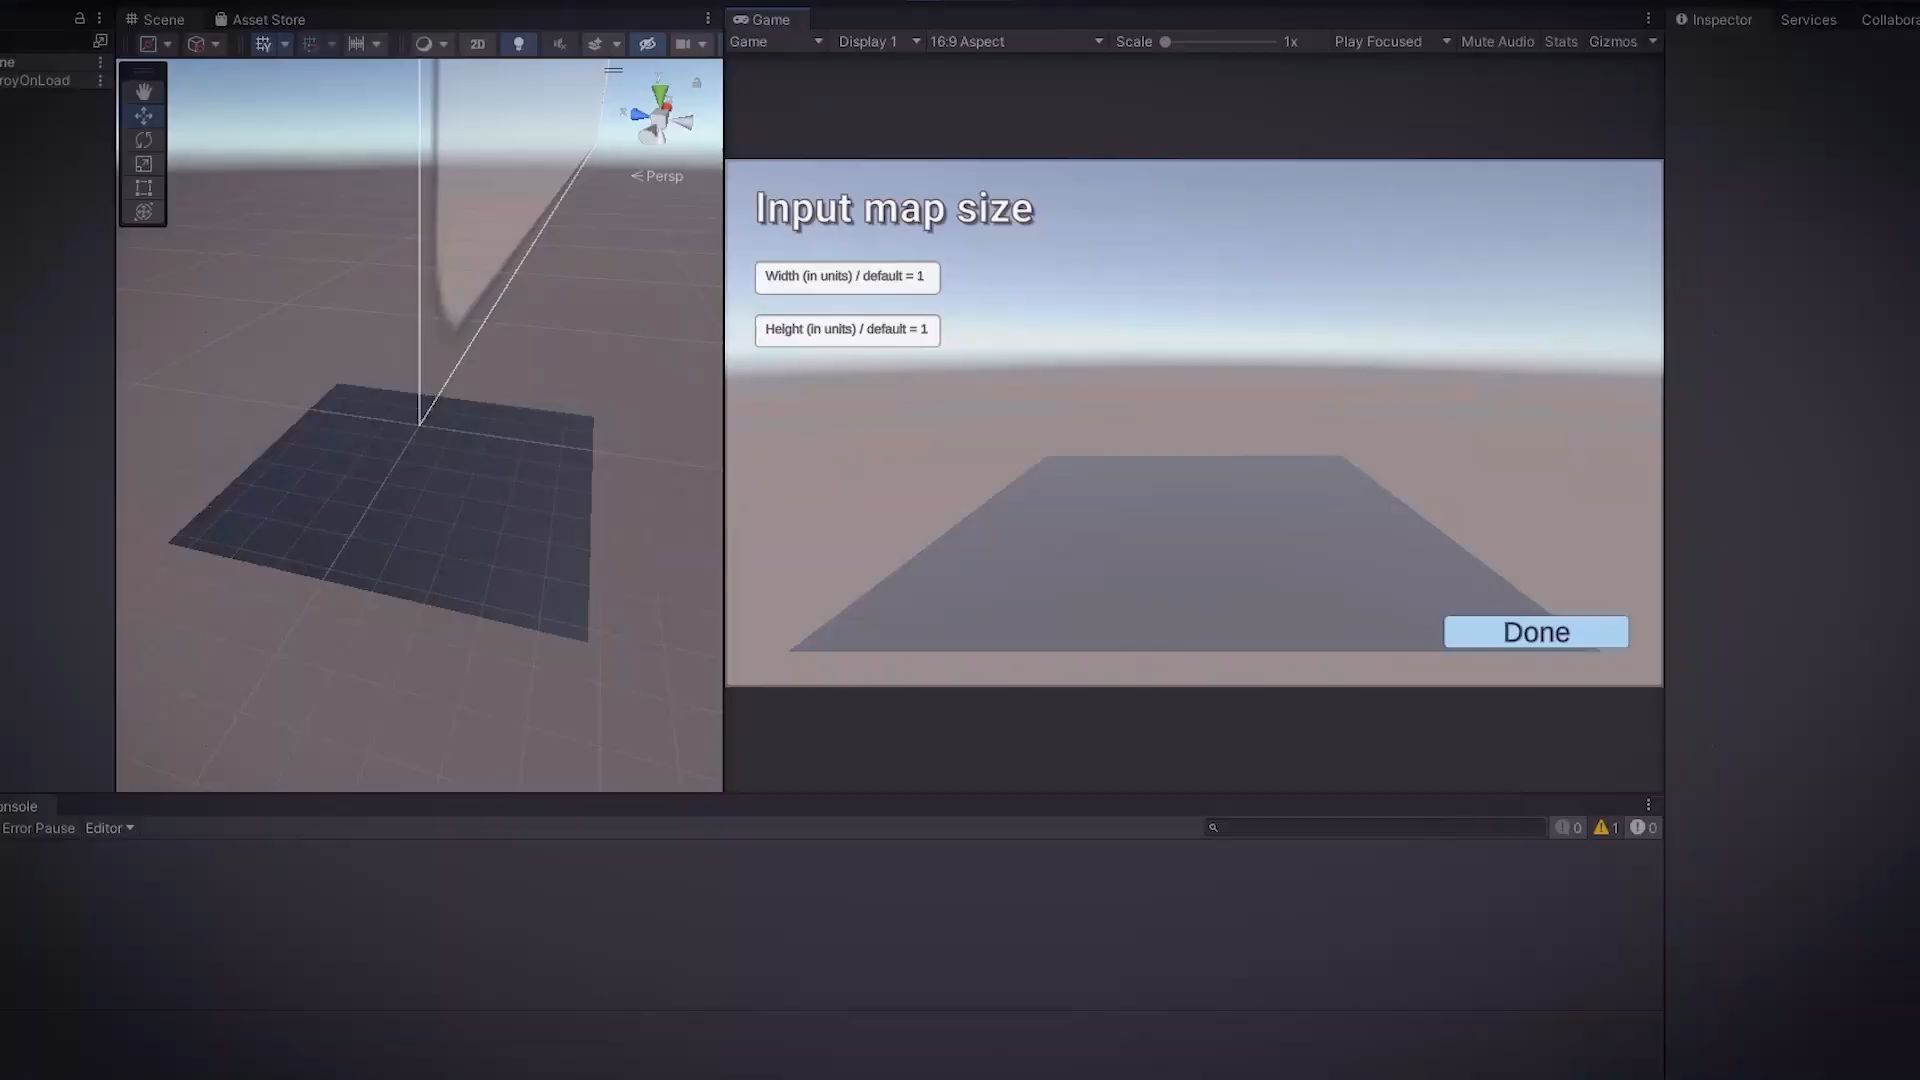 Scene
Asset Store
Game
Inspector
Services
Collabora
ne
royOnLoad
2D
Game
Display 1
16:9 Aspect
Scale
1x
Play Focused
Mute Audio
Stats
Gizmos
y
x
Persp
Input map size
Width (in units) / default = 1
Height (in units) / default = 1
Done
onsole
Error Pause
Editor
0
1
0